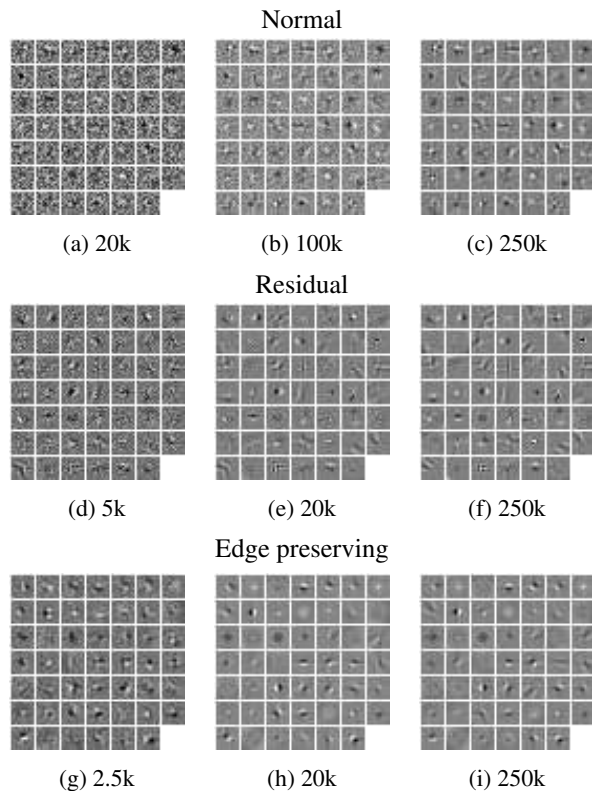 Normal
(a) 20k (b) 100k (c) 250k
Residual
(d) 5k (e) 20k (f) 250k
Edge preserving
(g) 2.5k (h) 20k (i) 250k